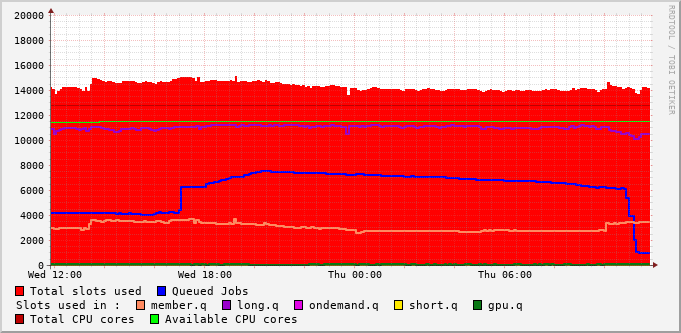 20000
18000
16000
14000
12000
10000
8000
6000
4000
2000
0
Wed 12:00 Wed 18:00 Thu 00:00 Thu 06:00
Total slots used Queued Jobs
Slots used in : member.q long.q ondemand.q short.q gpu.q
Total CPU cores Available CPU cores
RRDTOOL / TOBI OETIKER